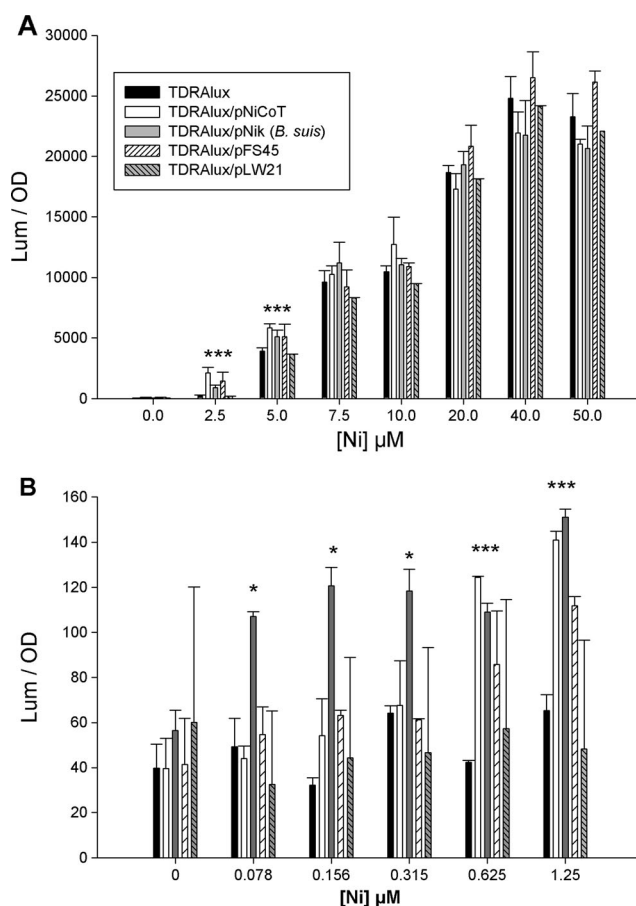 A
30000
25000
20000
15000
10000
5000
0
Lum / OD
TDRAlux
TDRAlux/pNiCoT
TDRAlux/pNik (B. suis)
TDRAlux/pFS45
TDRAlux/pLW21
*** ***
0.0 2.5 5.0 7.5 10.0 20.0 40.0 50.0
[Ni] µM
B
160
140
120
100
80
60
40
20
0
Lum / OD
* * * *** ***
0 0.078 0.156 0.315 0.625 1.25
[Ni] µM